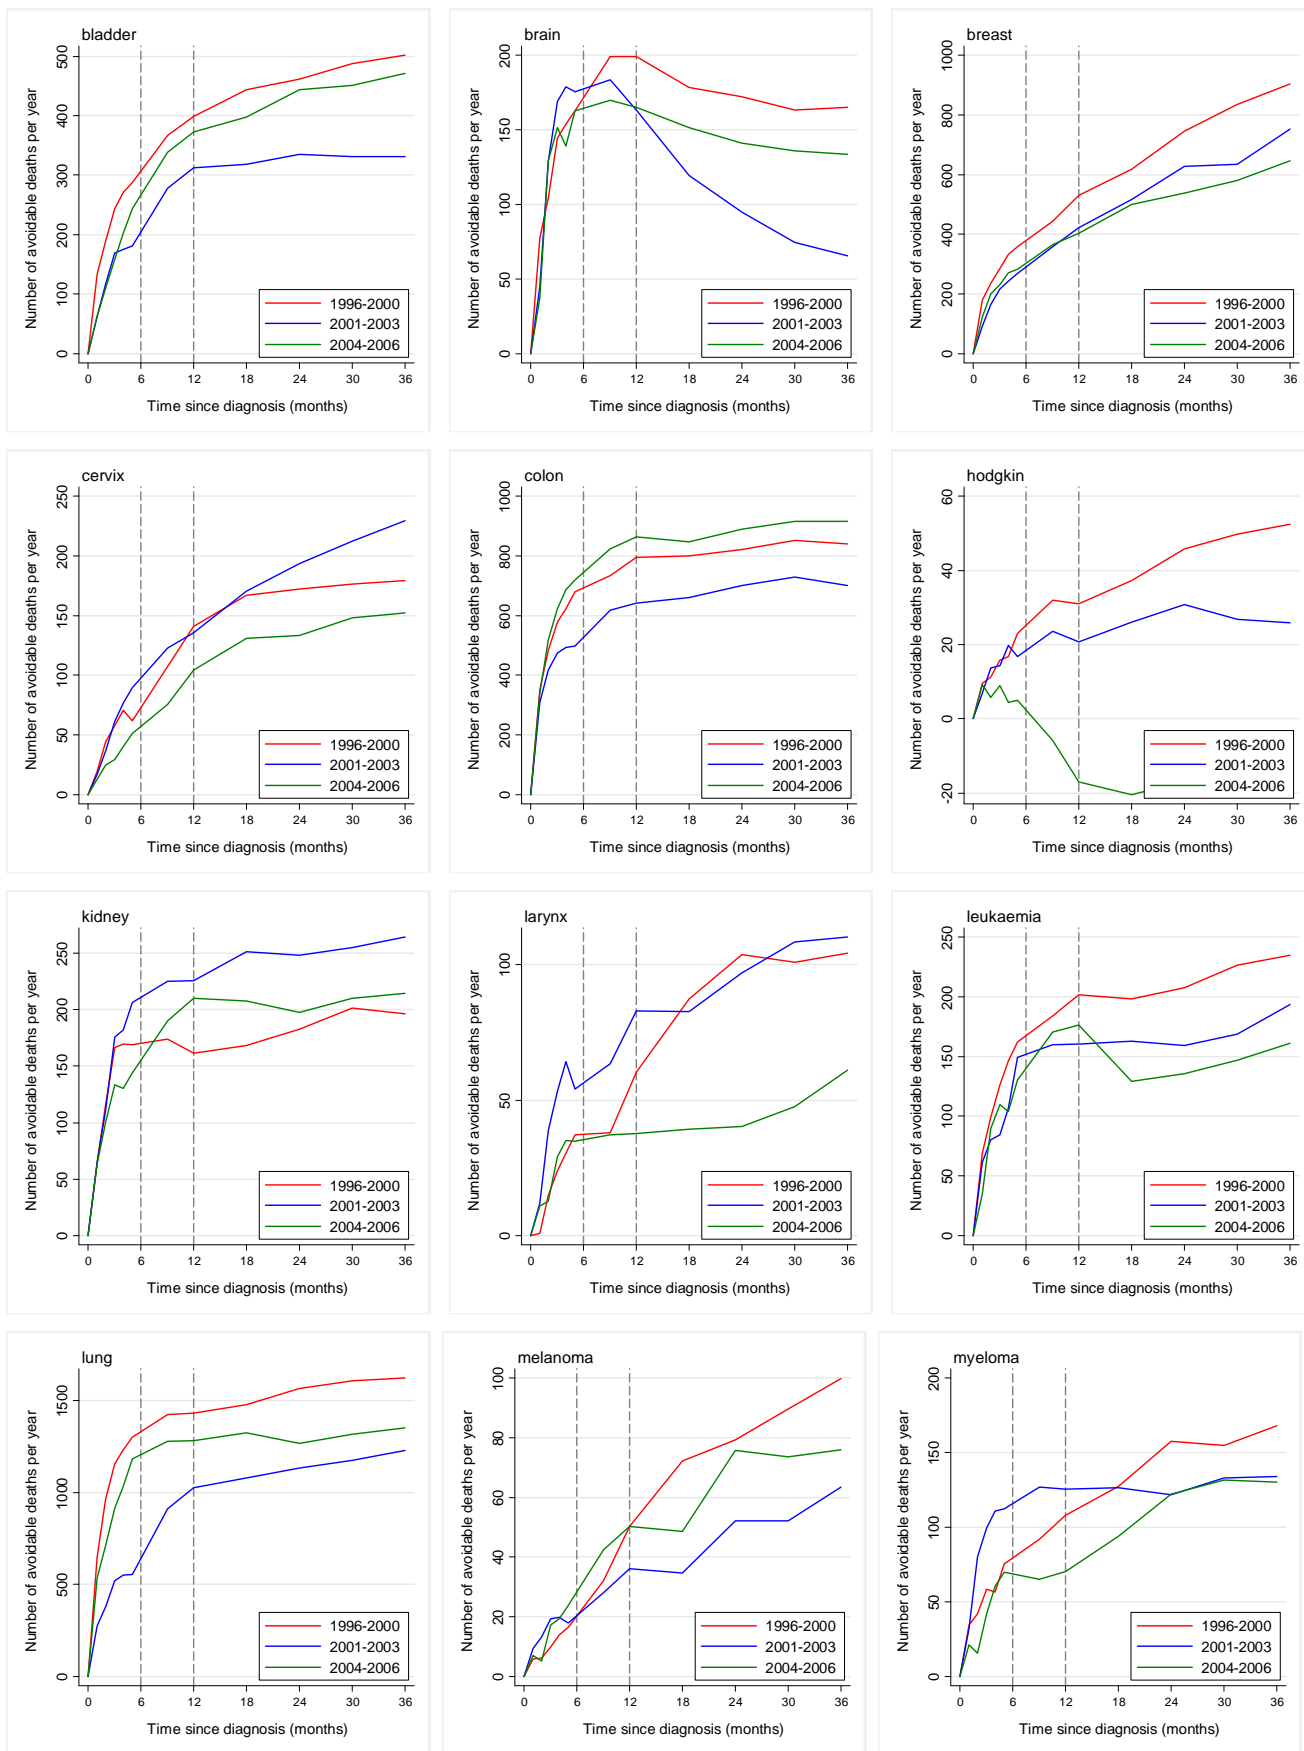 bladder
Number of avoidable deaths per year
500
400
300
200
100
0
1996-2000
2001-2003
2004-2006
0 6 12 18 24 30 36
Time since diagnosis (months)
brain
Number of avoidable deaths per year
200
150
100
50
0
1996-2000
2001-2003
2004-2006
0 6 12 18 24 30 36
Time since diagnosis (months)
breast
Number of avoidable deaths per year
1000
800
600
400
200
0
1996-2000
2001-2003
2004-2006
0 6 12 18 24 30 36
Time since diagnosis (months)
cervix
Number of avoidable deaths per year
250
200
150
100
50
0
1996-2000
2001-2003
2004-2006
0 6 12 18 24 30 36
Time since diagnosis (months)
colon
Number of avoidable deaths per year
1000
800
600
400
200
0
1996-2000
2001-2003
2004-2006
0 6 12 18 24 30 36
Time since diagnosis (months)
hodgkin
Number of avoidable deaths per year
60
40
20
0
-20
1996-2000
2001-2003
2004-2006
0 6 12 18 24 30 36
Time since diagnosis (months)
kidney
Number of avoidable deaths per year
250
200
150
100
50
0
1996-2000
2001-2003
2004-2006
0 6 12 18 24 30 36
Time since diagnosis (months)
larynx
Number of avoidable deaths per year
100
50
0
1996-2000
2001-2003
2004-2006
0 6 12 18 24 30 36
Time since diagnosis (months)
leukaemia
Number of avoidable deaths per year
250
200
150
100
50
0
1996-2000
2001-2003
2004-2006
0 6 12 18 24 30 36
Time since diagnosis (months)
lung
Number of avoidable deaths per year
1500
1000
500
0
1996-2000
2001-2003
2004-2006
0 6 12 18 24 30 36
Time since diagnosis (months)
melanoma
Number of avoidable deaths per year
100
80
60
40
20
0
1996-2000
2001-2003
2004-2006
0 6 12 18 24 30 36
Time since diagnosis (months)
myeloma
Number of avoidable deaths per year
200
150
100
50
0
1996-2000
2001-2003
2004-2006
0 6 12 18 24 30 36
Time since diagnosis (months)